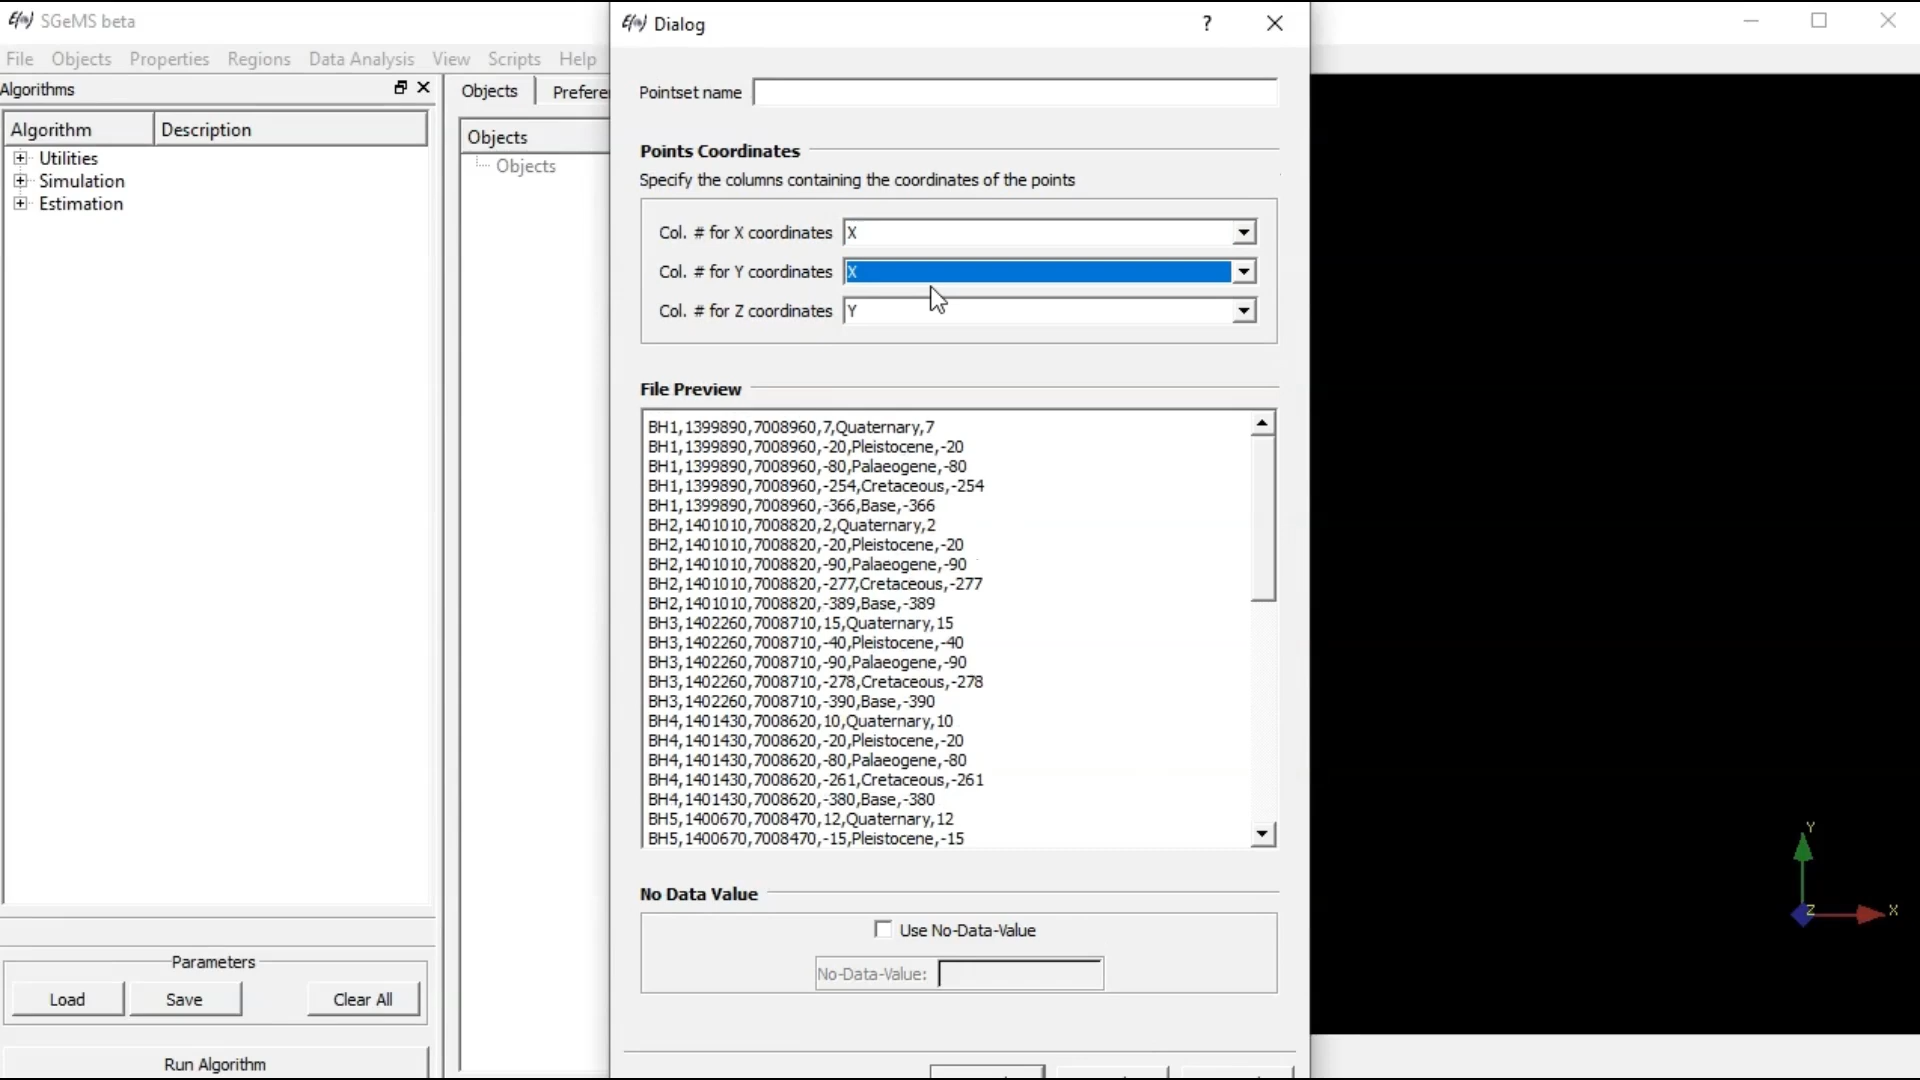 SGeMS beta
File Objects Properties Regions Data Analysis View Scripts Help
Algorithms
Algorithm Description
Utilities
Simulation
Estimation
Parameters
Load Save Clear All
Run Algorithm
Objects Prefere
Objects
Objects
Dialog ?
Pointset name
Points Coordinates
Specify the columns containing the coordinates of the points
Col. # for X coordinates X
Col. # for Y coordinates X
Col. # for Z coordinates Y
File Preview
BH1,1399890,7008960,7,Quaternary,7
BH1,1399890,7008960,-20,Pleistocene,-20
BH1,1399890,7008960,-80,Palaeogene,-80
BH1,1399890,7008960,-254,Cretaceous,-254
BH1,1399890,7008960,-366,Base,-366
BH2,1401010,7008820,2,Quaternary,2
BH2,1401010,7008820,-20,Pleistocene,-20
BH2,1401010,7008820,-90,Palaeogene,-90
BH2,1401010,7008820,-277,Cretaceous,-277
BH2,1401010,7008820,-389,Base,-389
BH3,1402260,7008710,15,Quaternary,15
BH3,1402260,7008710,-40,Pleistocene,-40
BH3,1402260,7008710,-90,Palaeogene,-90
BH3,1402260,7008710,-278,Cretaceous,-278
BH3,1402260,7008710,-390,Base,-390
BH4,1401430,7008620,10,Quaternary,10
BH4,1401430,7008620,-20,Pleistocene,-20
BH4,1401430,7008620,-80,Palaeogene,-80
BH4,1401430,7008620,-261,Cretaceous,-261
BH4,1401430,7008620,-380,Base,-380
BH5,1400670,7008470,12,Quaternary,12
BH5,1400670,7008470,-15,Pleistocene,-15
No Data Value
Use No-Data-Value
No-Data-Value:
Y
Z X